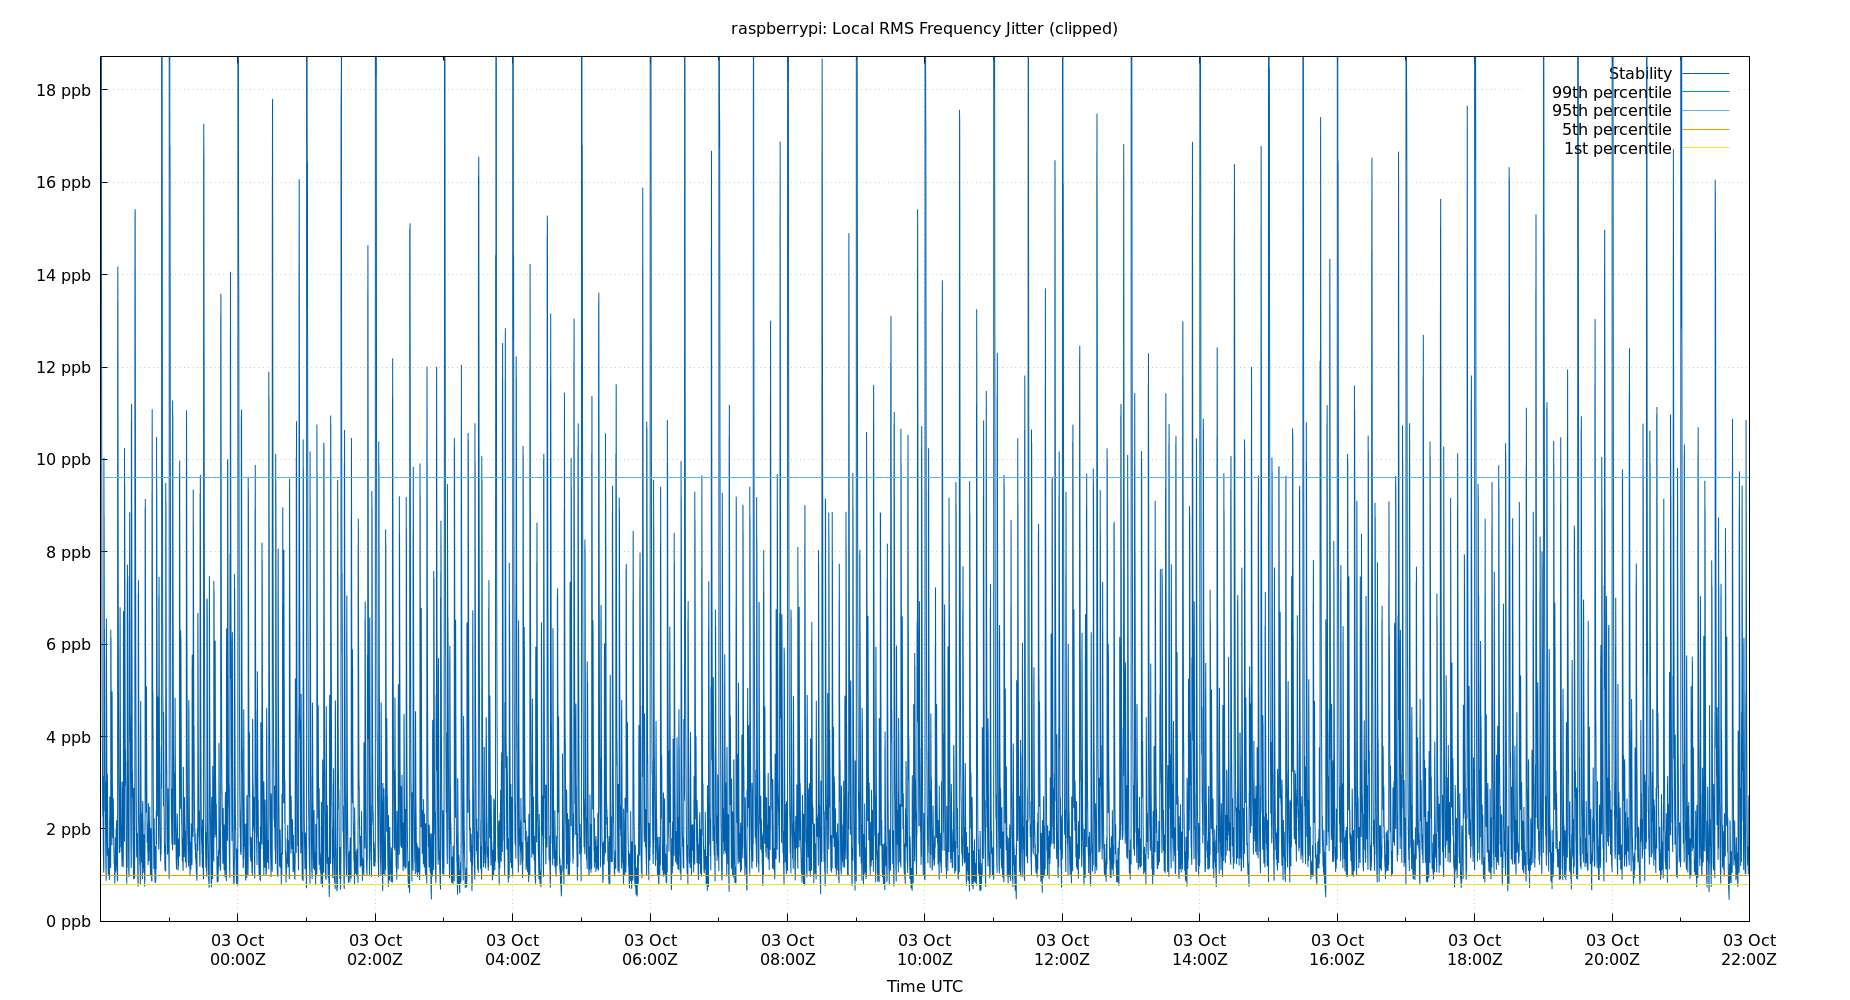 raspberrypi: Local RMS Frequency Jitter (clipped)
Stability
99th percentile
95th percentile
5th percentile
1st percentile
18 ppb
16 ppb
14 ppb
12 ppb
10 ppb
8 ppb
6 ppb
4 ppb
2 ppb
0 ppb
03 Oct 03 Oct 03 Oct 03 Oct 03 Oct 03 Oct 03 Oct 03 Oct 03 Oct 03 Oct 03 Oct 03 Oct
00:00Z 02:00Z 04:00Z 06:00Z 08:00Z 10:00Z 12:00Z 14:00Z 16:00Z 18:00Z 20:00Z 22:00Z
Time UTC